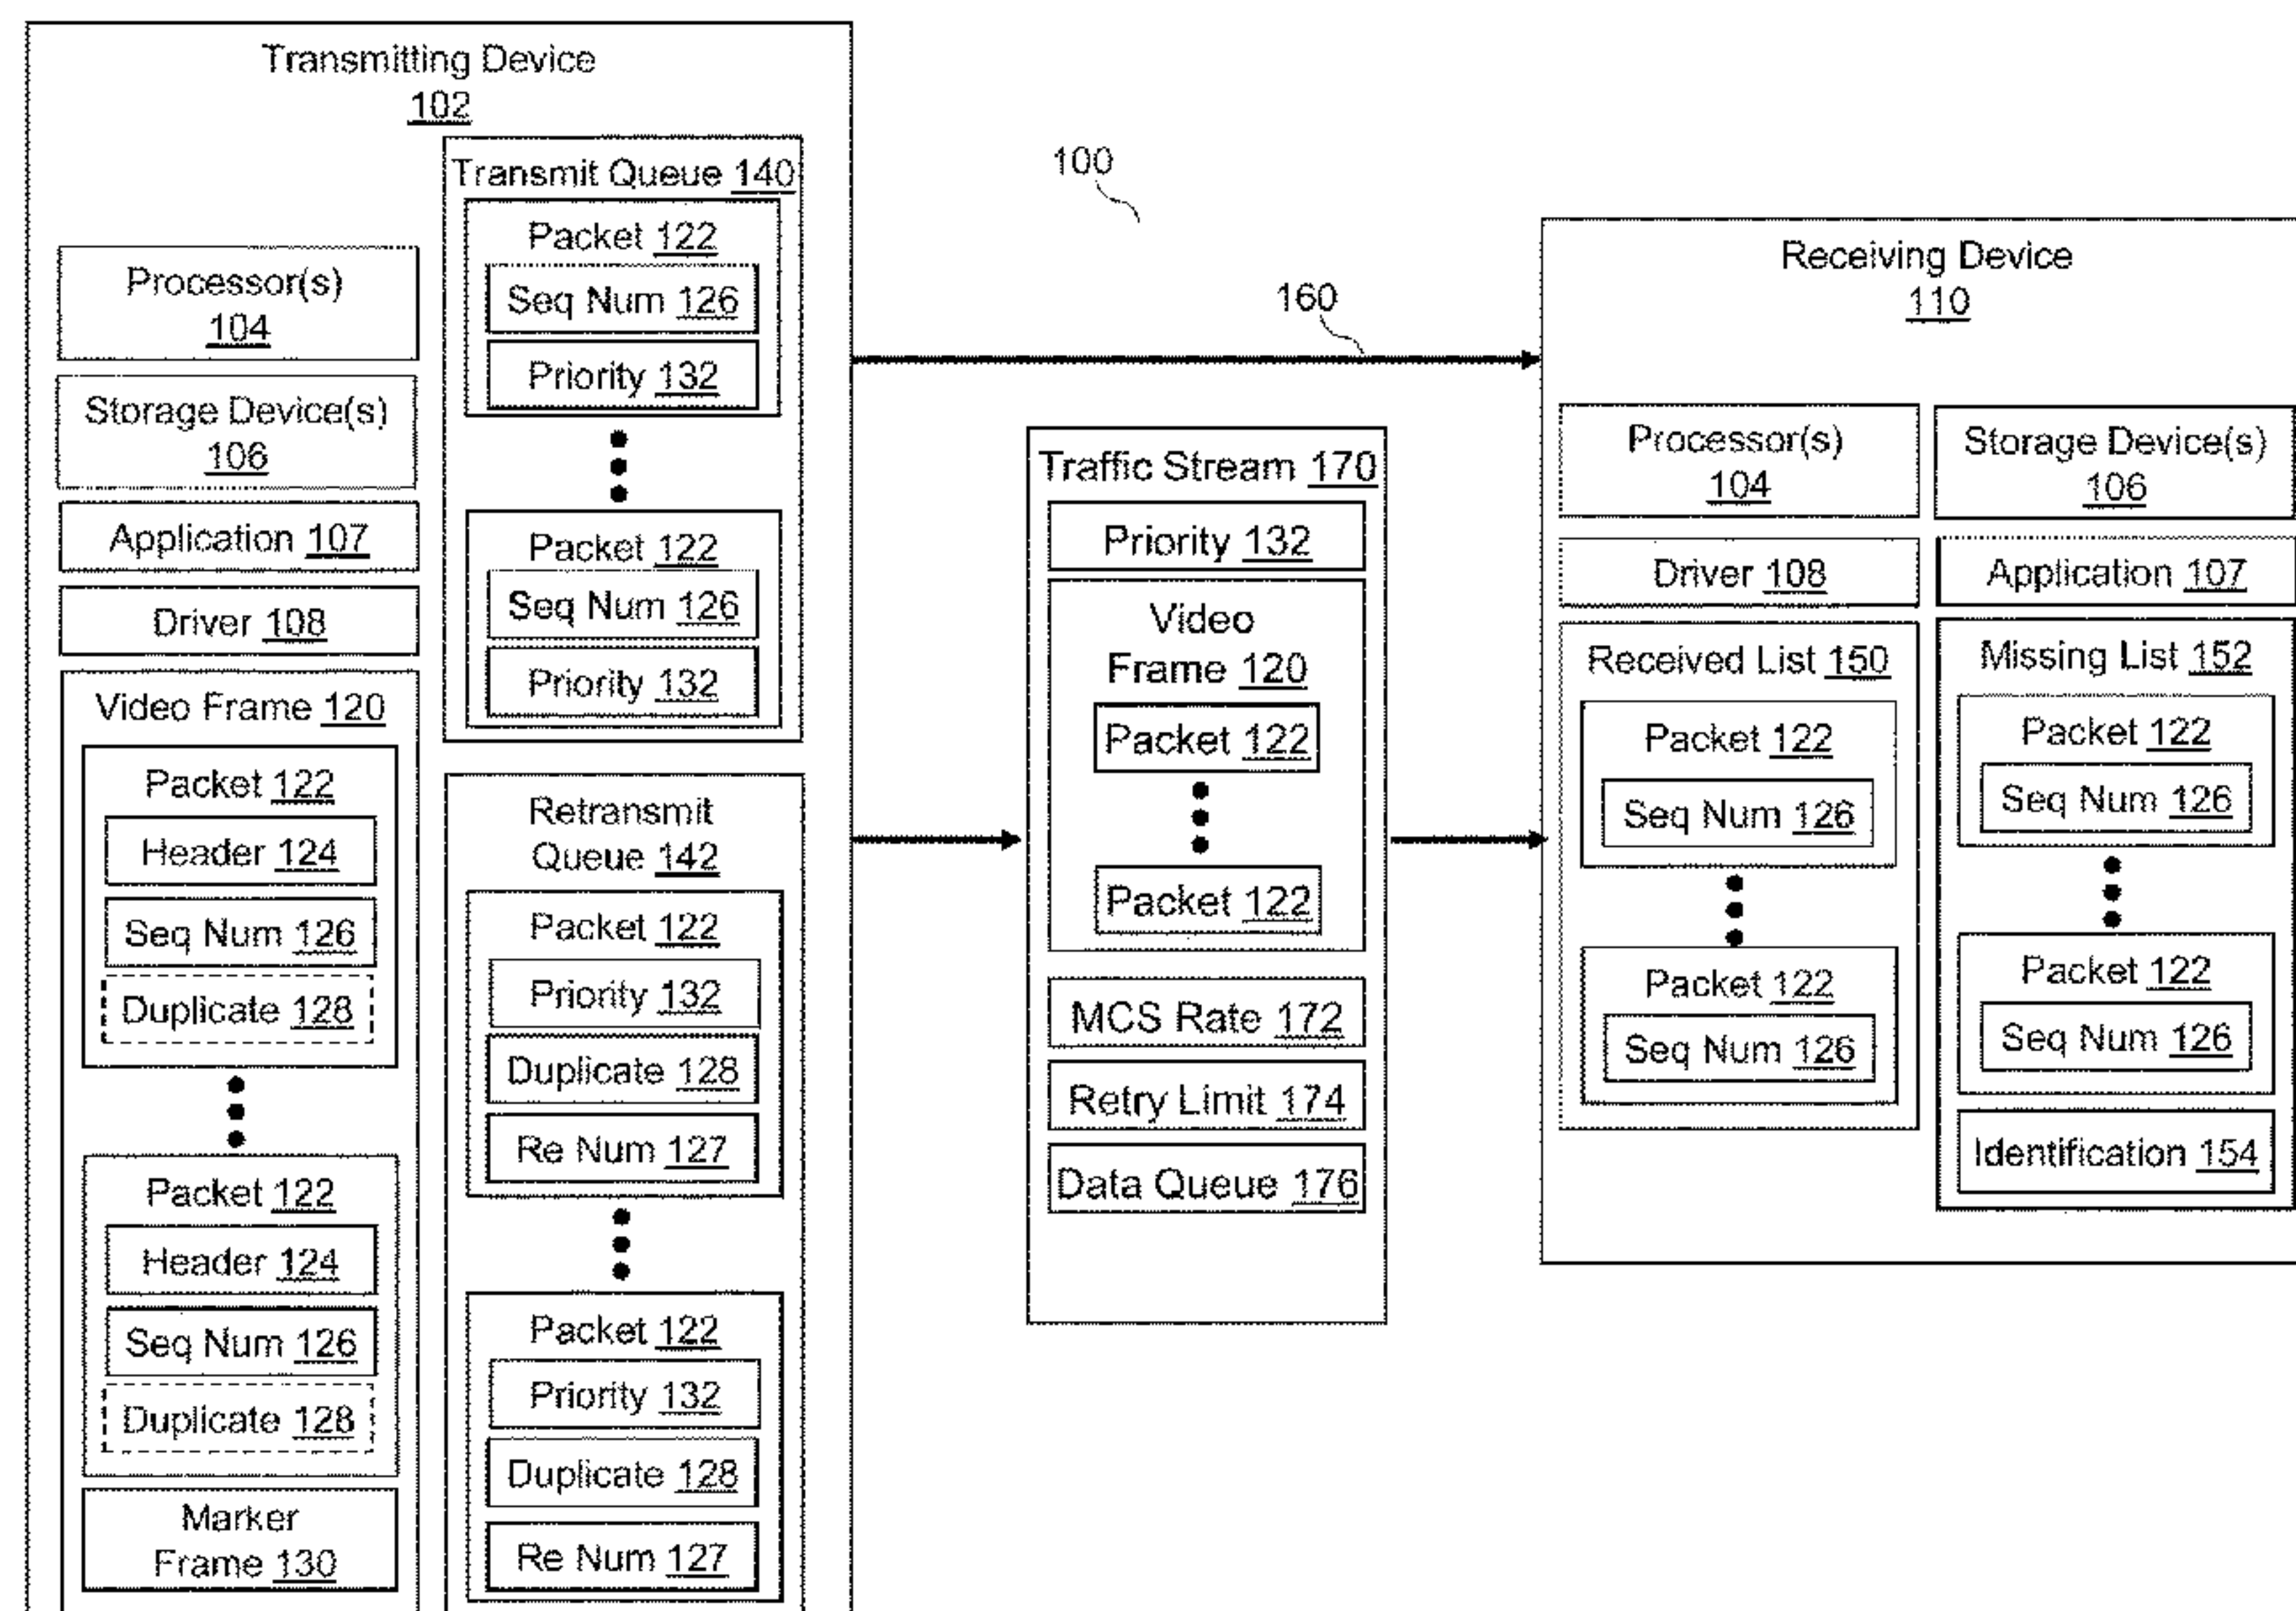 Transmitting Device
102
Processor(s)
104
Storage Device(s)
106
Application 107
Driver 108
Video Frame 120
Packet 122
Header 124
Seq Num 126
Duplicate 128
Packet 122
Header 124
Seq Num 126
Duplicate 128
Marker
Frame 130
Transmit Queue 140
Packet 122
Seq Num 126
Priority 132
Packet 122
Seq Num 126
Priority 132
Retransmit
Queue 142
Packet 122
Priority 132
Duplicate 128
Re Num 127
Packet 122
Priority 132
Duplicate 128
Re Num 127
100
160
Traffic Stream 170
Priority 132
Video
Frame 120
Packet 122
Packet 122
MCS Rate 172
Retry Limit 174
Data Queue 176
Receiving Device
110
Processor(s)
104
Storage Device(s)
106
Driver 108
Application 107
Received List 150
Packet 122
Seq Num 126
Packet 122
Seq Num 126
Missing List 152
Packet 122
Seq Num 126
Packet 122
Seq Num 126
Identification 154